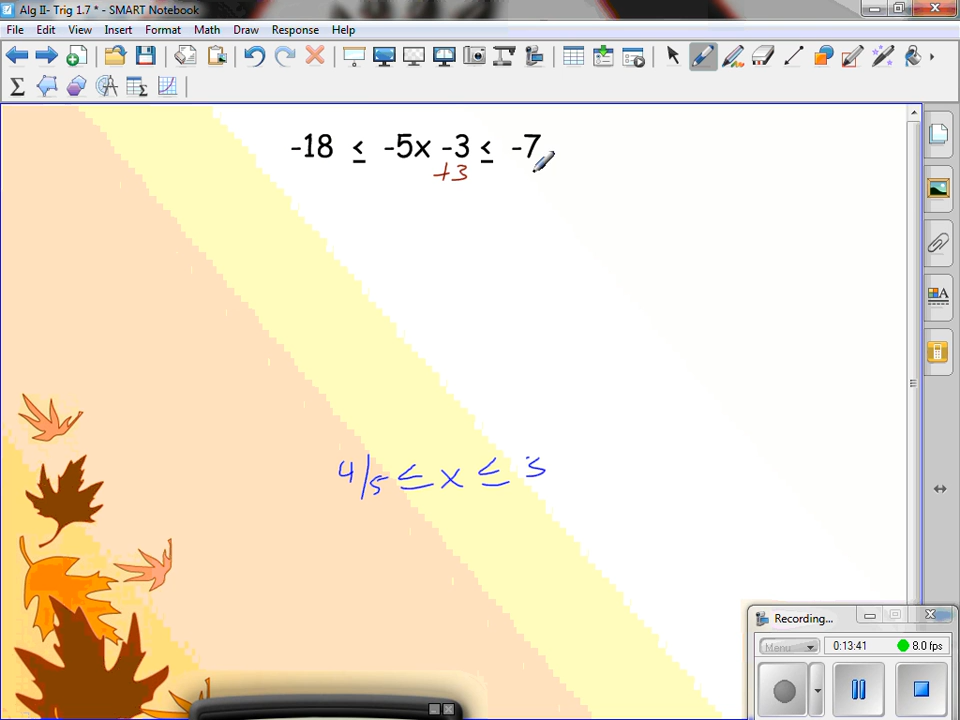 Alg II- Trig 1.7 * - SMART Notebook
File Edit View Insert Format Math Draw Response Help
-18 ≤ -5x -3 ≤ -7
+3
4/5 ≤ x ≤ 3
Recording...
Menu 0:13:41 8.0 fps